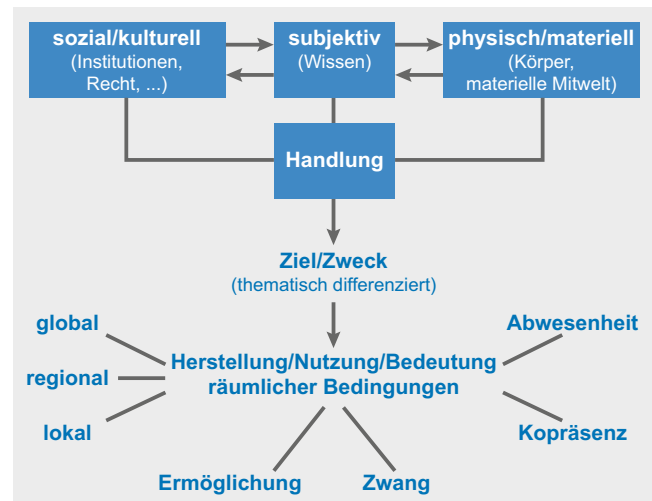 sozial/kulturell
(Institutionen,
Recht, ...)
subjektiv
(Wissen)
physisch/materiell
(Körper,
materielle Mitwelt)
Handlung
Ziel/Zweck
(thematisch differenziert)
global
regional
lokal
Herstellung/Nutzung/Bedeutung
räumlicher Bedingungen
Abwesenheit
Kopräsenz
Ermöglichung
Zwang